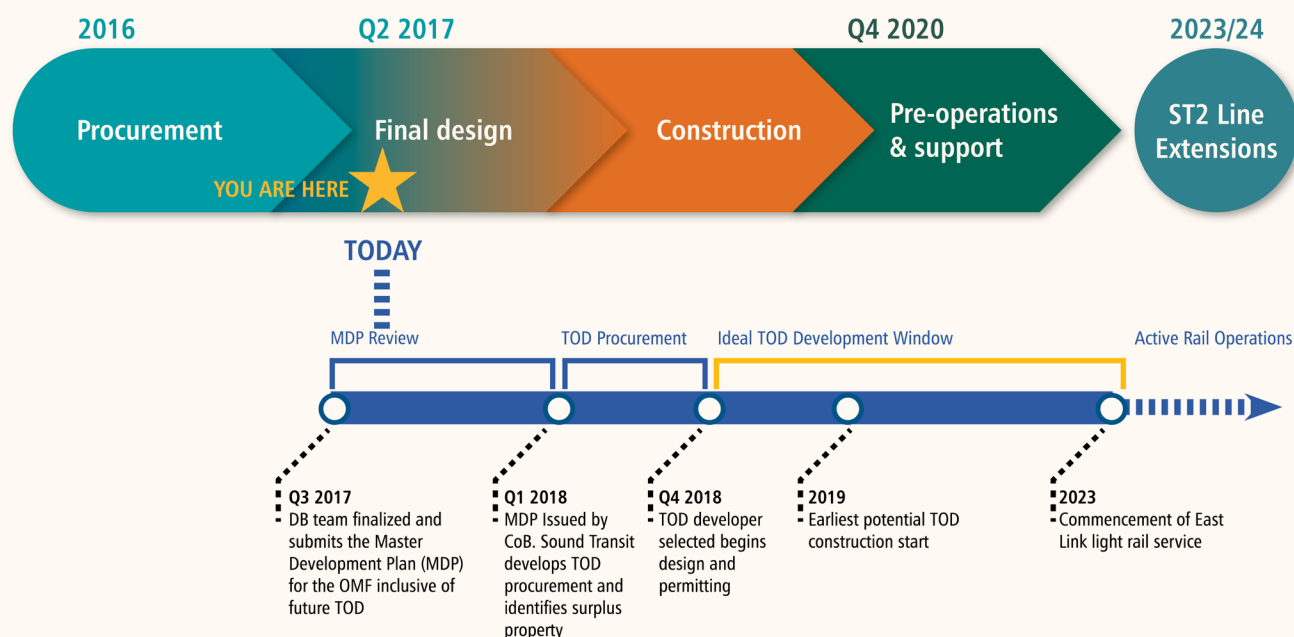 2016
Q2 2017
Q4 2020
2023/24
Procurement
Final design
Construction
Pre-operations
& support
ST2 Line
Extensions
YOU ARE HERE
TODAY
MDP Review
TOD Procurement
Ideal TOD Development Window
Active Rail Operations
Q3 2017
DB team finalized and
submits the Master
Development Plan (MDP)
for the OMF inclusive of
future TOD
Q1 2018
MDP Issued by
CoB. Sound Transit
develops TOD
procurement and
identifies surplus
property
Q4 2018
TOD developer
selected begins
design and
permitting
2019
Earliest potential TOD
construction start
2023
Commencement of East
Link light rail service